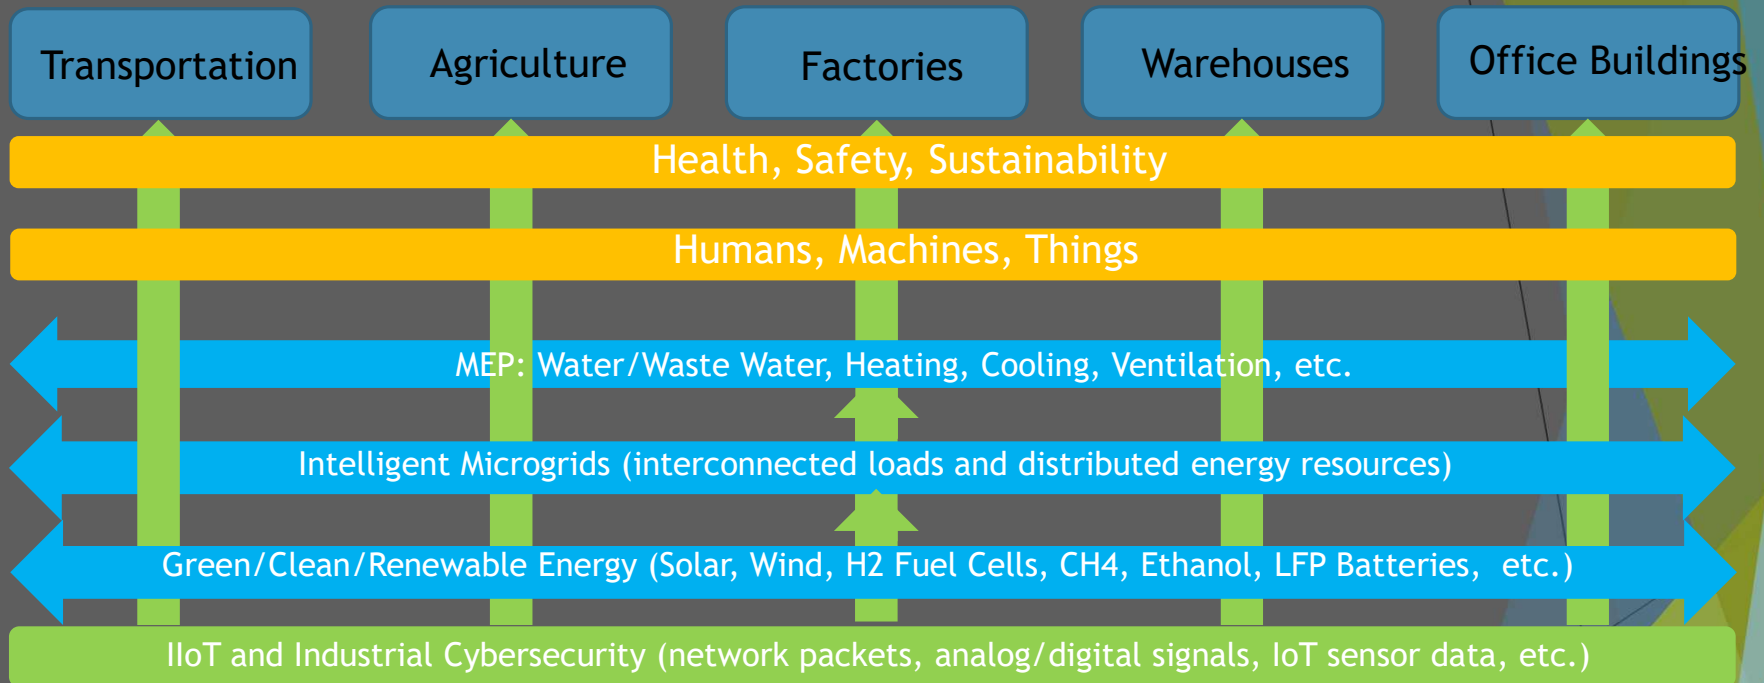 Transportation
Agriculture
Factories
Warehouses
Office Buildings
Health, Safety, Sustainability
Humans, Machines, Things
MEP: Water/Waste Water, Heating, Cooling, Ventilation, etc.
Intelligent Microgrids (interconnected loads and distributed energy resources)
Green/Clean/Renewable Energy (Solar, Wind, H2 Fuel Cells, CH4, Ethanol, LFP Batteries, etc.)
IIoT and Industrial Cybersecurity (network packets, analog/digital signals, IoT sensor data, etc.)